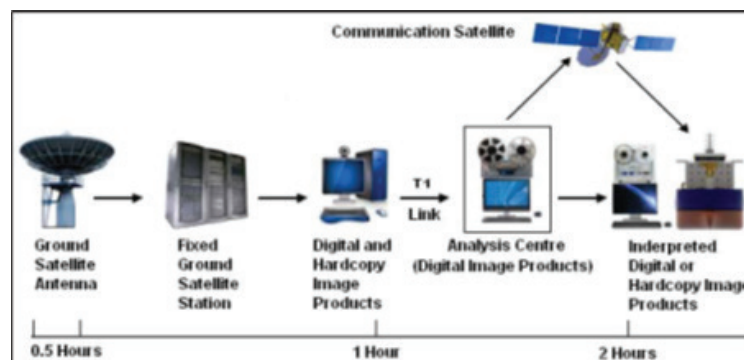 Communication Satellite
T1
Link
Ground
Satellite
Antenna
Fixed
Ground
Satellite
Station
Digital and
Hardcopy
Image
Products
Analysis Centre
(Digital Image Products)
Inderpreted
Digital or
Hardcopy Image
Products
0.5 Hours
1 Hour
2 Hours